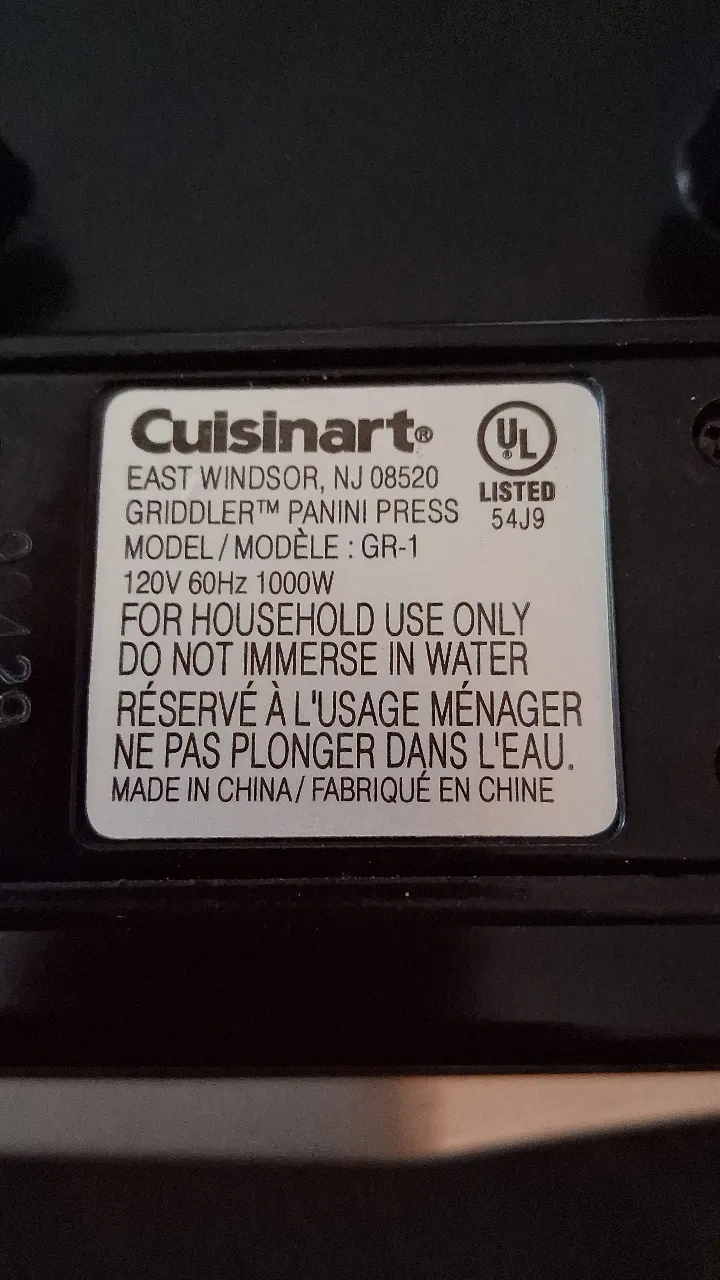 Cuisinart®
EAST WINDSOR, NJ 08520
GRIDDLER™ PANINI PRESS
MODEL / MODÈLE : GR-1
120V 60Hz 1000W
FOR HOUSEHOLD USE ONLY
DO NOT IMMERSE IN WATER
RÉSERVÉ À L'USAGE MÉNAGER
NE PAS PLONGER DANS L'EAU.
MADE IN CHINA / FABRIQUÉ EN CHINE
UL®
LISTED
54J9